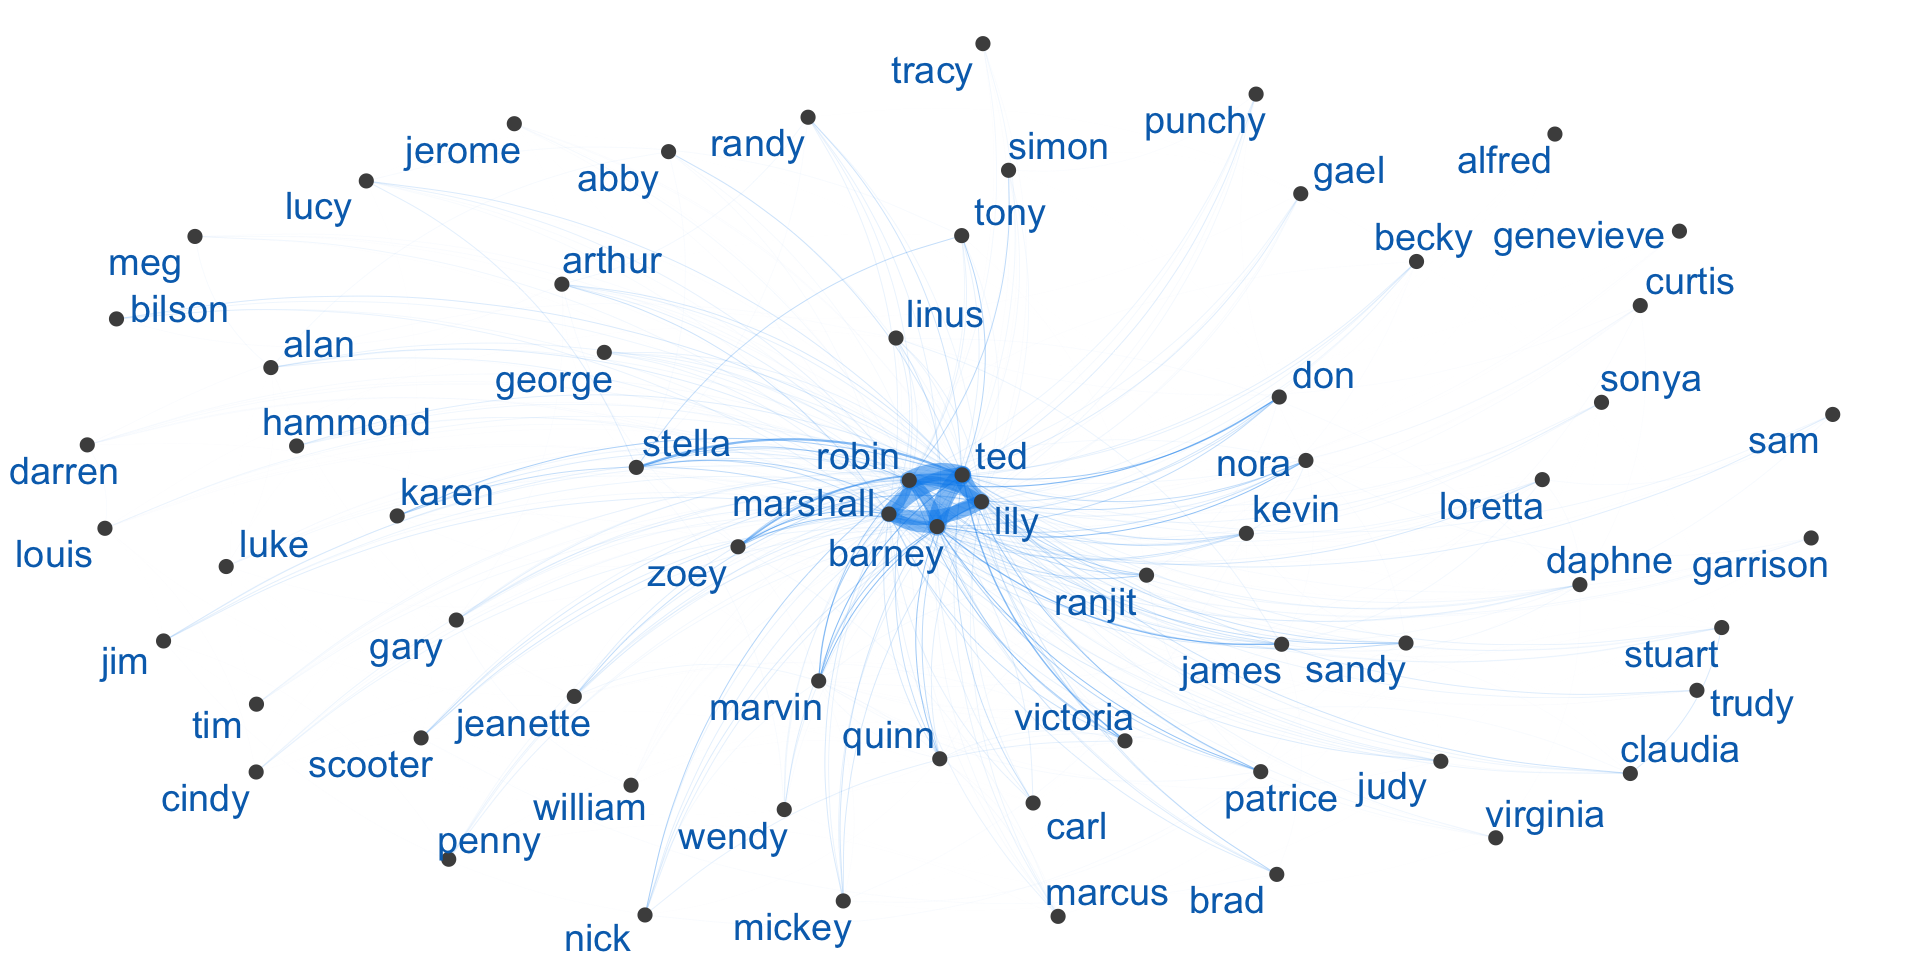 tracy
punchy
jerome
randy
simon
alfred
abby
gael
lucy
tony
becky
genevieve
meg
arthur
curtis
bilson
linus
alan
george
don
sonya
hammond
stella
robin
ted
nora
sam
darren
karen
marshall
lily
kevin
loretta
louis
luke
barney
zoey
daphne
garrison
ranjit
jim
gary
james
sandy
stuart
tim
jeanette
marvin
quinn
victoria
trudy
scooter
claudia
cindy
william
patrice
judy
penny
wendy
carl
virginia
nick
mickey
marcus
brad